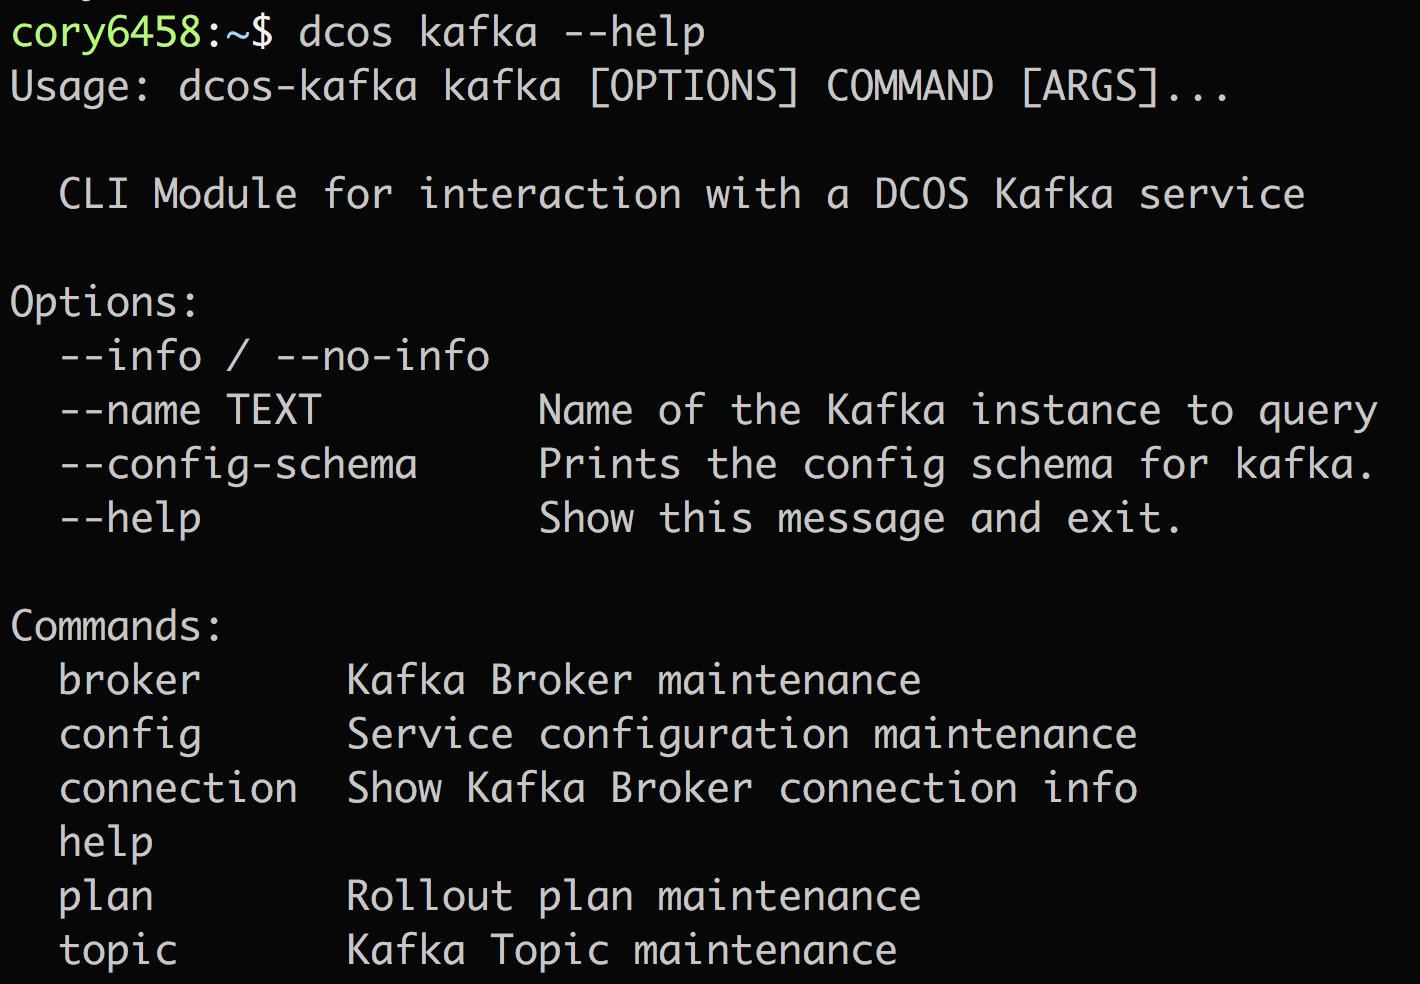 cory6458:~$ dcos kafka --help
Usage: dcos-kafka kafka [OPTIONS] COMMAND [ARGS]...
CLI Module for interaction with a DCOS Kafka service
Options:
--info / --no-info
--name TEXT Name of the Kafka instance to query
--config-schema Prints the config schema for kafka.
--help Show this message and exit.
Commands:
broker Kafka Broker maintenance
config Service configuration maintenance
connection Show Kafka Broker connection info
help
plan Rollout plan maintenance
topic Kafka Topic maintenance